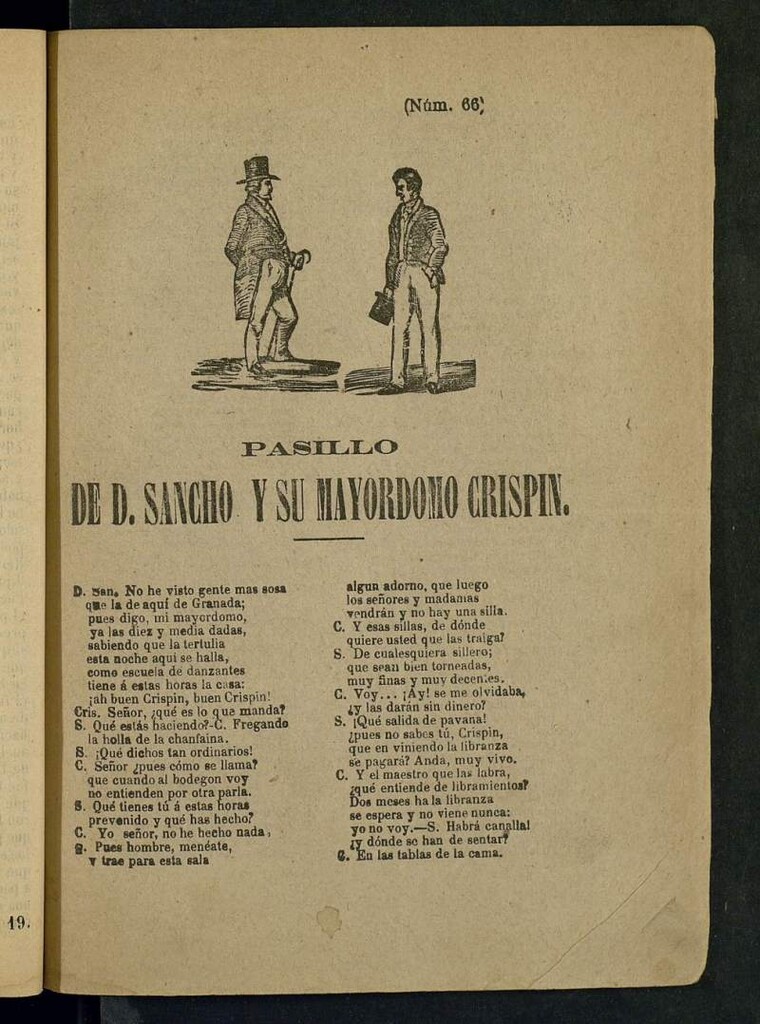 (Núm. 66)
PASILLO
DE D. SANCHO Y SU MAYORDOMO CRISPIN.
D. San. No he visto gente mas sosa
que la de aquí de Granada;
pues digo, mi mayordomo,
ya las diez y media dadas,
sabiendo que la tertulia
esta noche aquí se halla,
como escuela de danzantes
tiene á estas horas la casa:
¡ah buen Crispin, buen Crispin!
Cris. Señor, ¿qué es lo que manda?
S. Qué estás haciendo?-C. Fregando
la holla de la chanfaina.
S. ¡Qué dichos tan ordinarios!
C. Señor ¿pues cómo se llama?
que cuando al bodegon voy
no entienden por otra parla.
S. Qué tienes tú á estas horas
prevenido y qué has hecho?
C. Yo señor, no he hecho nada,
S. Pues hombre, menéate,
y trae para esta sala
algun adorno, que luego
los señores y madamas
vendrán y no hay una silla.
C. Y esas sillas, de dónde
quiere usted que las traiga?
S. De cualesquiera sillero;
que sean bien torneadas,
muy finas y muy decentes.
C. Voy... ¡Ay! se me olvidaba,
¿y las darán sin dinero?
S. ¡Qué salida de pavana!
¿pues no sabes tú, Crispin,
que en viniendo la libranza
se pagará? Anda, muy vivo.
C. Y el maestro que las labra,
¿qué entiende de libramientos?
Dos meses ha la libranza
se espera y no viene nunca:
yo no voy.—S. Habrá canalla!
¿y dónde se han de sentar?
C. En las tablas de la cama.
19.